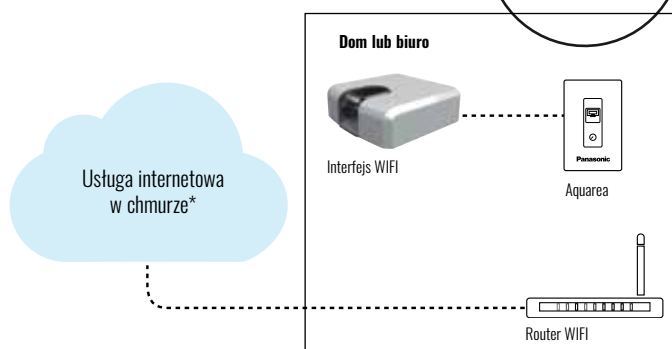 Dom lub biuro
Interfejs WIFI
Panasonic
Aquarea
Usługa internetowa
w chmurze*
Router WIFI